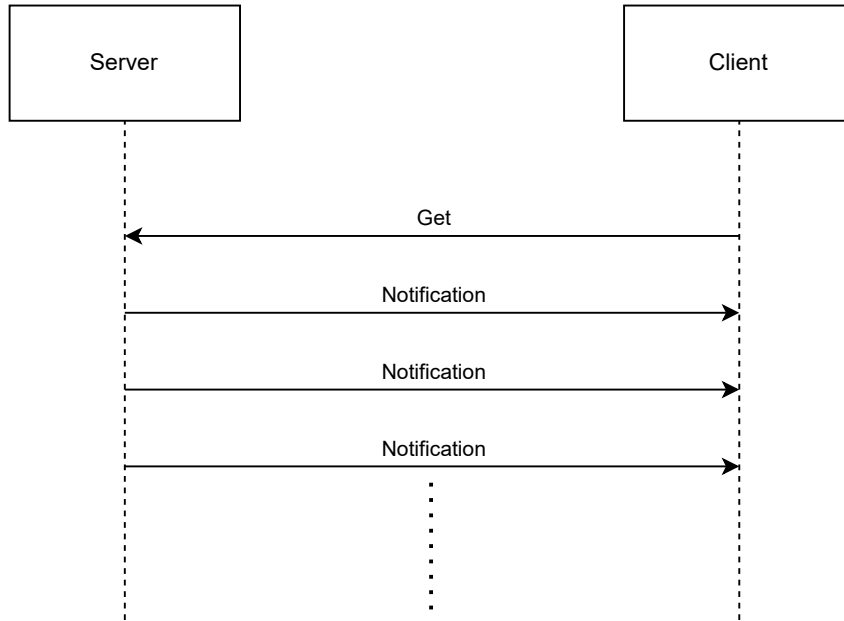 Server
Client
Get
Notification
Notification
Notification